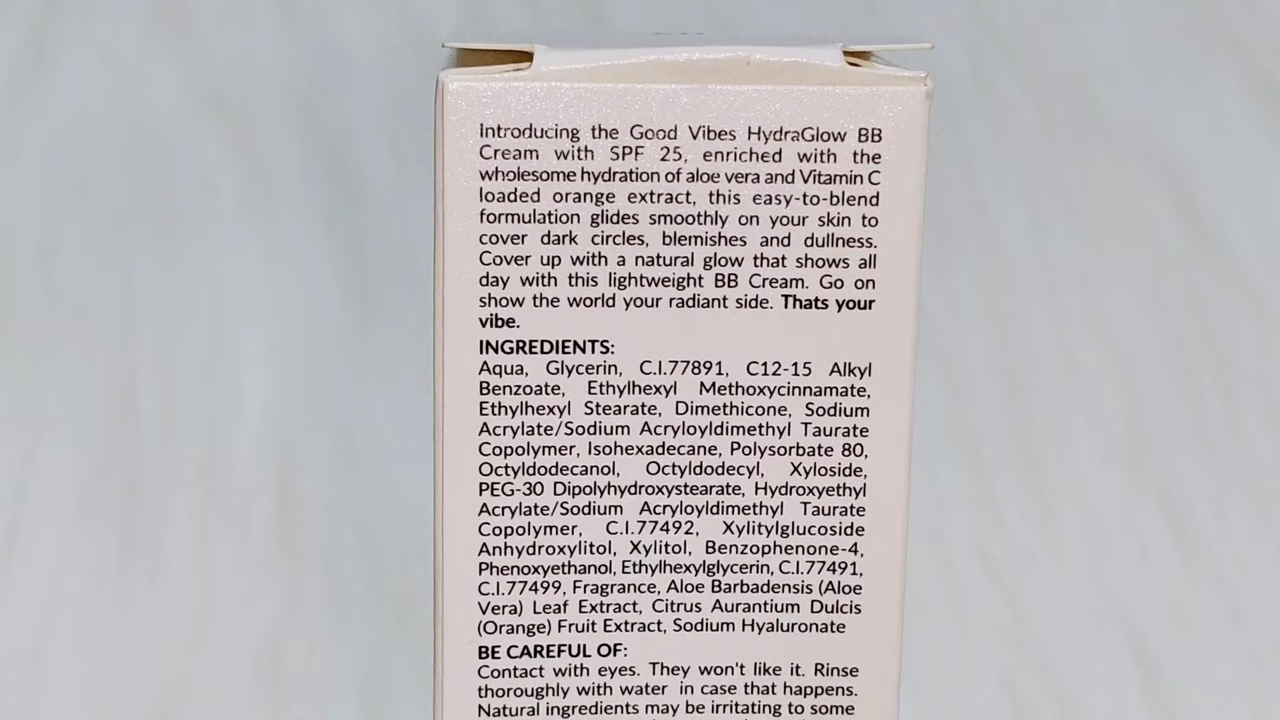 Introducing the Good Vibes HydraGlow BB
Cream with SPF 25, enriched with the
wholesome hydration of aloe vera and Vitamin C
loaded orange extract, this easy-to-blend
formulation glides smoothly on your skin to
cover dark circles, blemishes and dullness.
Cover up with a natural glow that shows all
day with this lightweight BB Cream. Go on
show the world your radiant side. Thats your
vibe.
INGREDIENTS:
Aqua, Glycerin, C.I.77891, C12-15 Alkyl
Benzoate, Ethylhexyl Methoxycinnamate,
Ethylhexyl Stearate, Dimethicone, Sodium
Acrylate/Sodium Acryloyldimethyl Taurate
Copolymer, Isohexadecane, Polysorbate 80,
Octyldodecanol, Octyldodecyl, Xyloside,
PEG-30 Dipolyhydroxystearate, Hydroxyethyl
Acrylate/Sodium Acryloyldimethyl Taurate
Copolymer, C.I.77492, Xylitylglucoside
Anhydroxylitol, Xylitol, Benzophenone-4,
Phenoxyethanol, Ethylhexylglycerin, C.I.77491,
C.I.77499, Fragrance, Aloe Barbadensis (Aloe
Vera) Leaf Extract, Citrus Aurantium Dulcis
(Orange) Fruit Extract, Sodium Hyaluronate
BE CAREFUL OF:
Contact with eyes. They won't like it. Rinse
thoroughly with water in case that happens.
Natural ingredients may be irritating to some